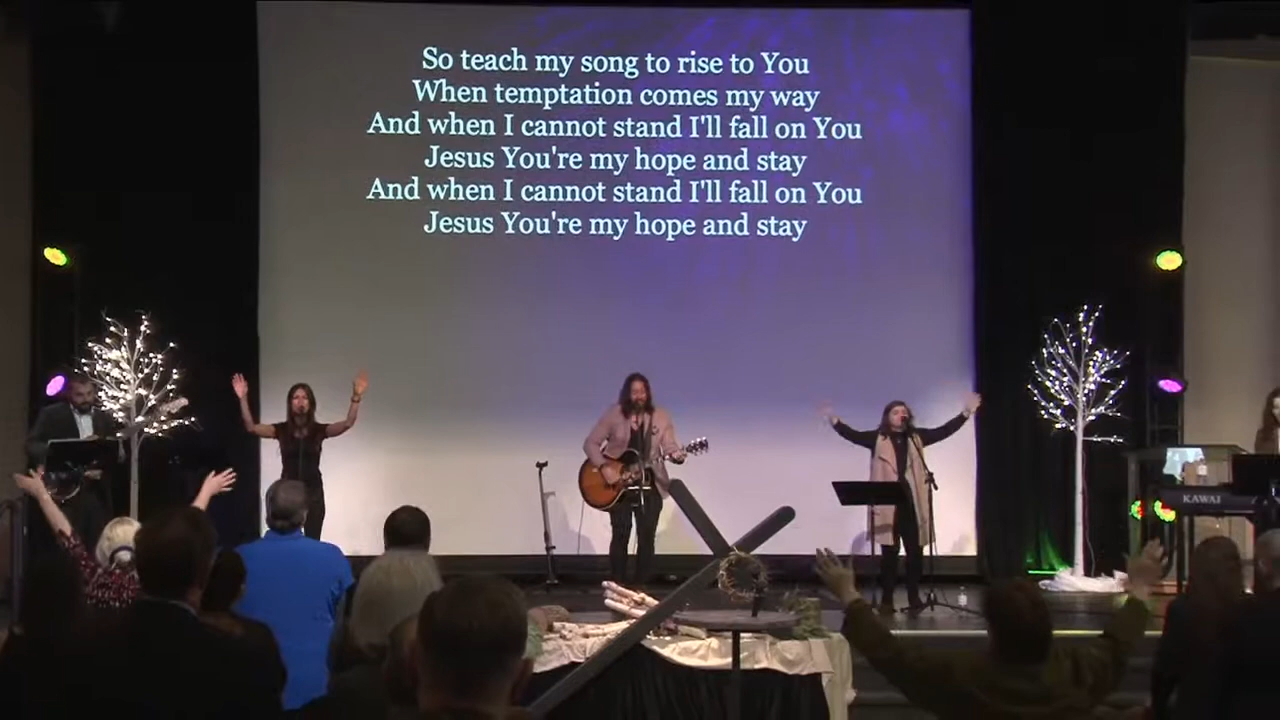 So teach my song to rise to You
When temptation comes my way
And when I cannot stand I'll fall on You
Jesus You're my hope and stay
And when I cannot stand I'll fall on You
Jesus You're my hope and stay
KAWAI